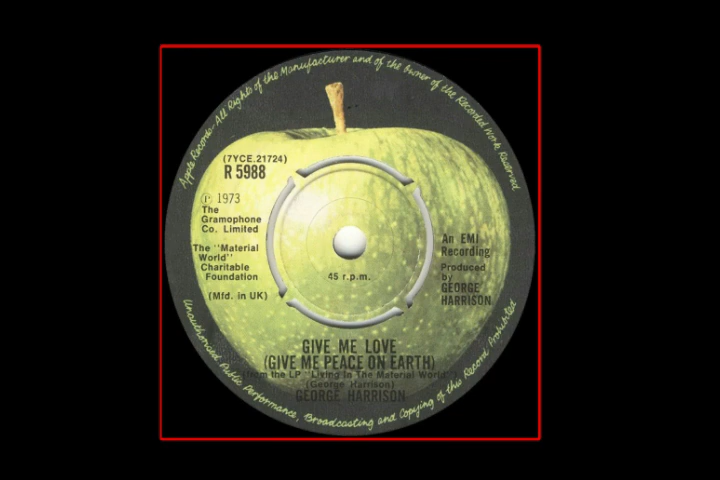 Apple Records-All Rights of the Manufacturer and of the Owner of the Recorded Work Reserved
(7YCE.21724)
R 5988
℗ 1973
The
Gramophone
Co. Limited
The "Material
World"
Charitable
Foundation
(Mfd. in UK)
45 r.p.m.
An EMI
Recording
Produced
by
GEORGE
HARRISON
GIVE ME LOVE
(GIVE ME PEACE ON EARTH)
(from the LP "Living In The Material World")
(George Harrison)
GEORGE HARRISON
Unauthorised Public Performance, Broadcasting and Copying of this Record Prohibited